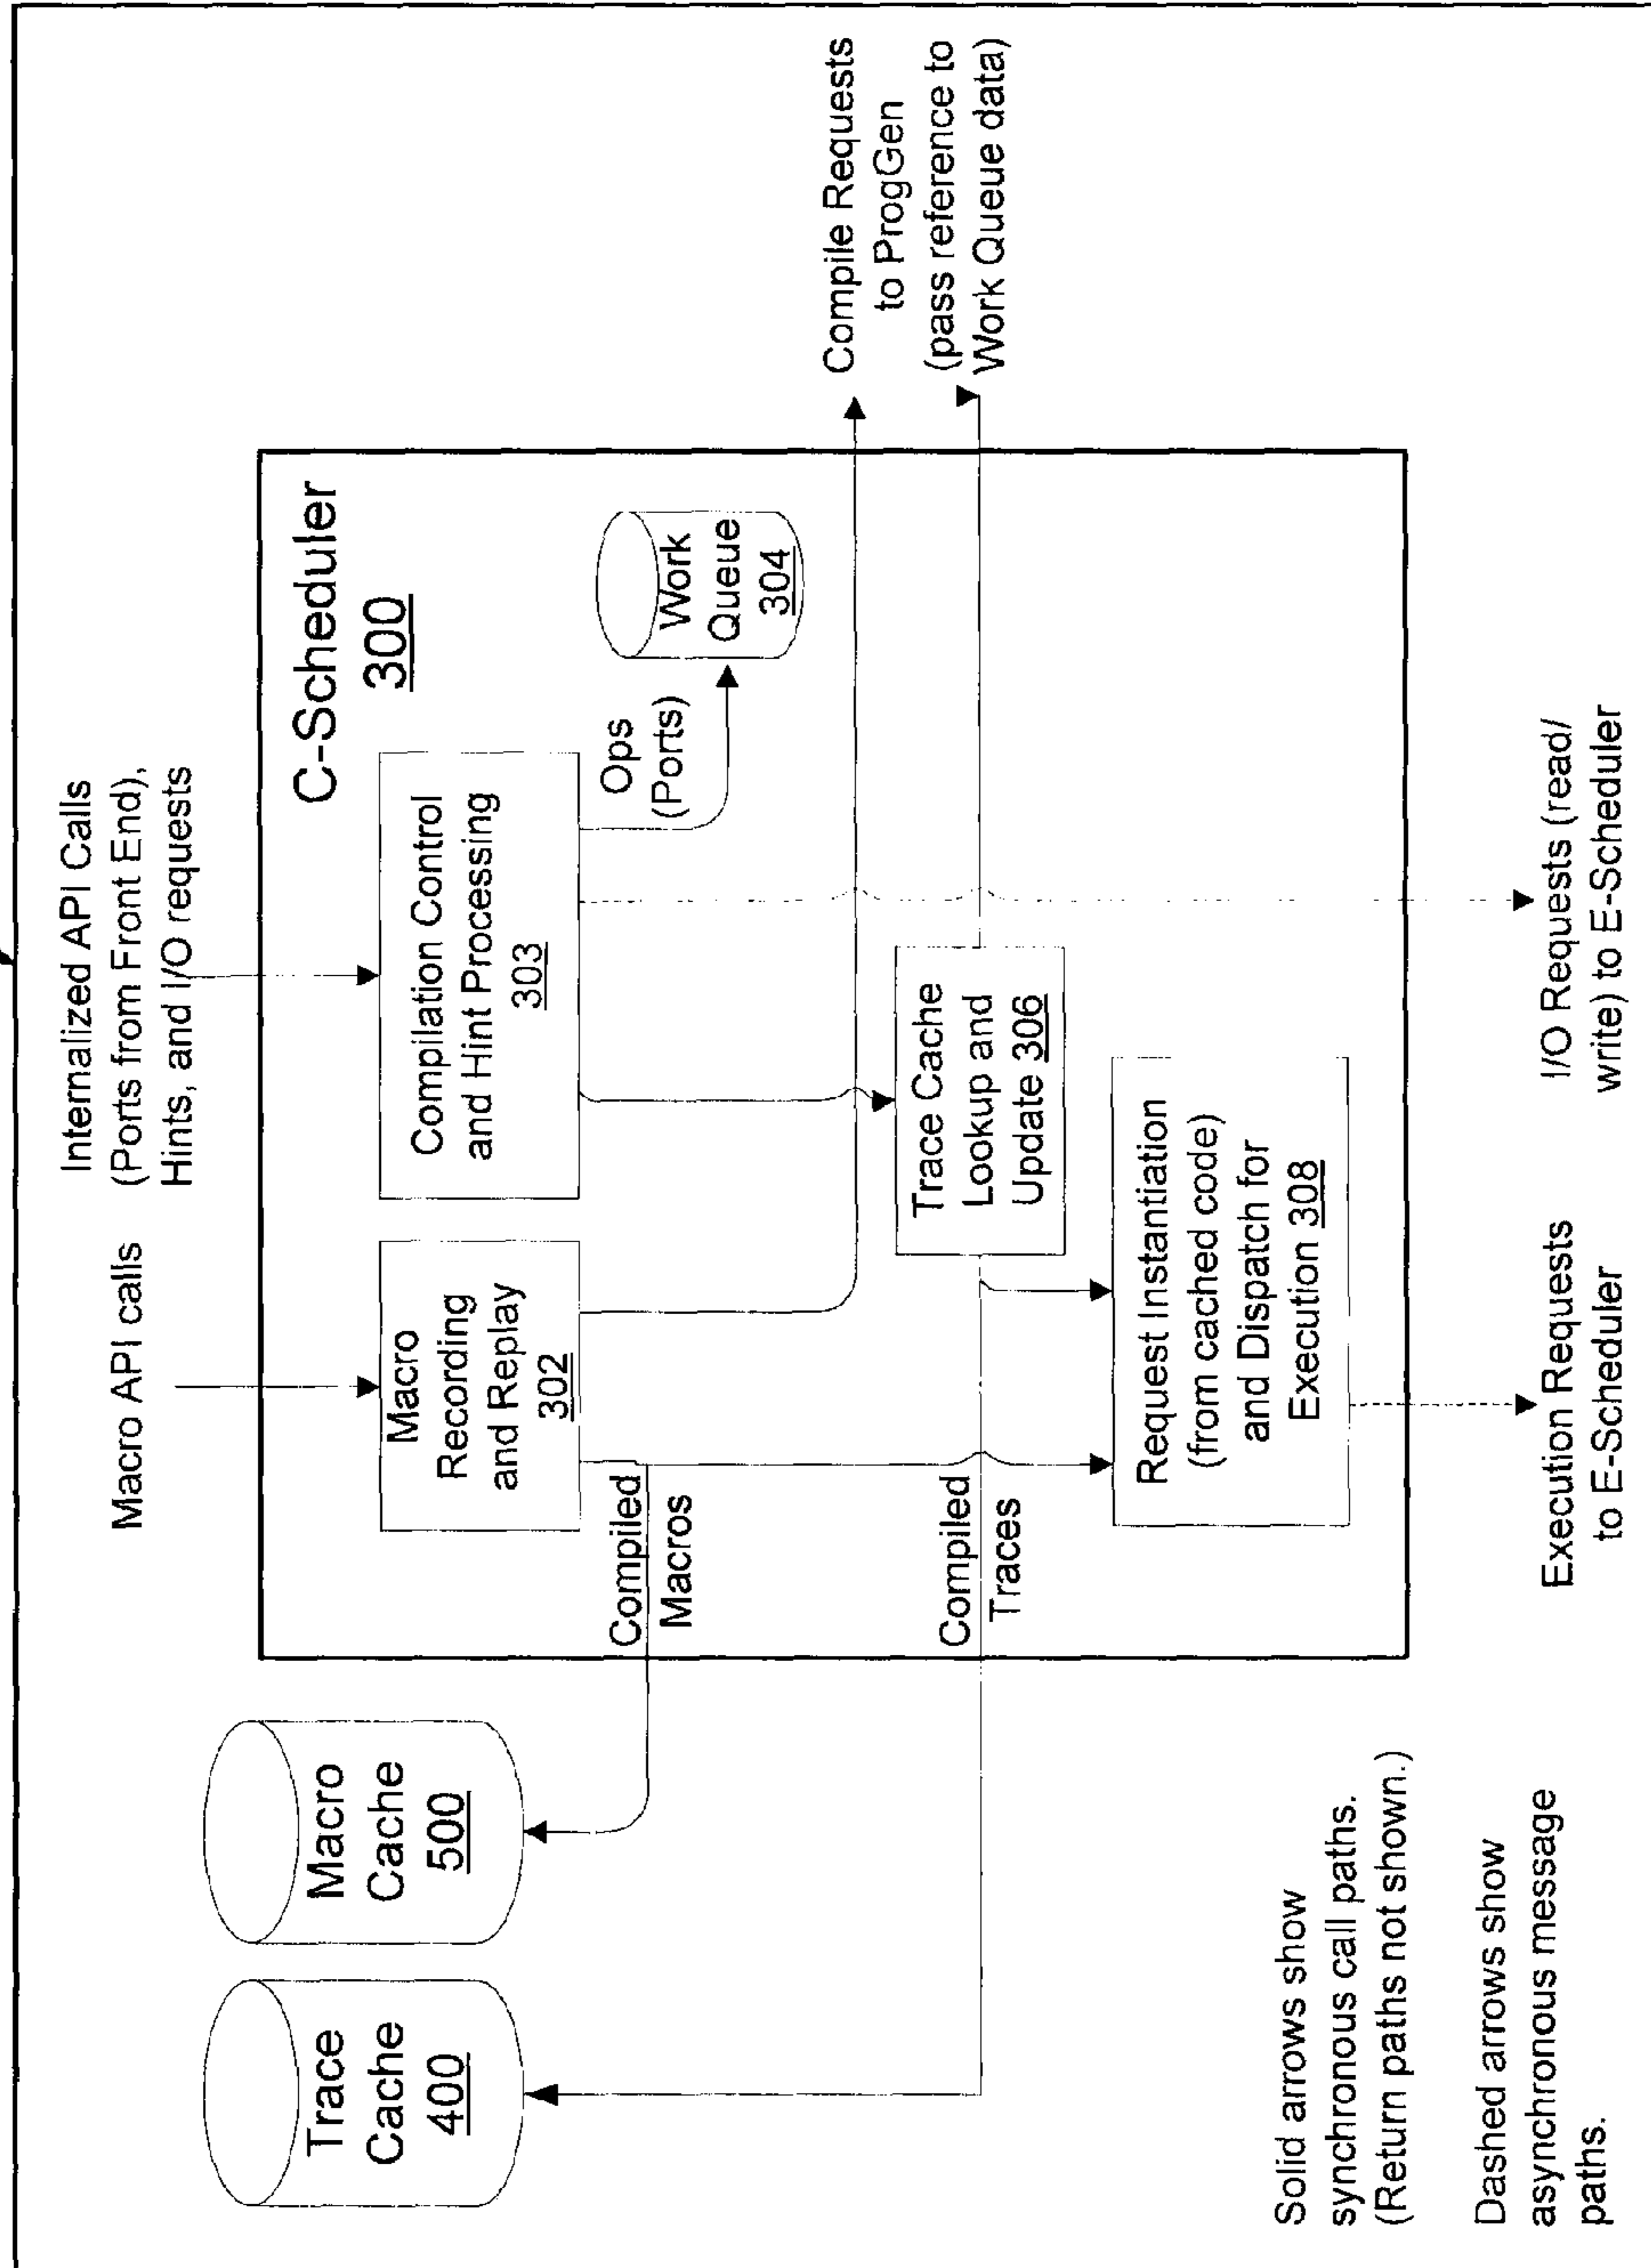 Macro API calls
Internalized API Calls
(Ports from Front End),
Hints, and I/O requests
Trace
Cache
400
Macro
Cache
500
C-Scheduler
300
Macro
Recording
and Replay
302
Compilation Control
and Hint Processing
303
Ops
(Ports)
Work
Queue
304
Compiled
Macros
Compile Requests
to ProgGen
(pass reference to
Work Queue data)
Trace Cache
Lookup and
Update 306
Compiled
Traces
Request Instantiation
(from cached code)
and Dispatch for
Execution 308
Solid arrows show
synchronous call paths.
(Return paths not shown.)
Dashed arrows show
asynchronous message
paths.
Execution Requests
to E-Scheduler
I/O Requests (read/
write) to E-Scheduler